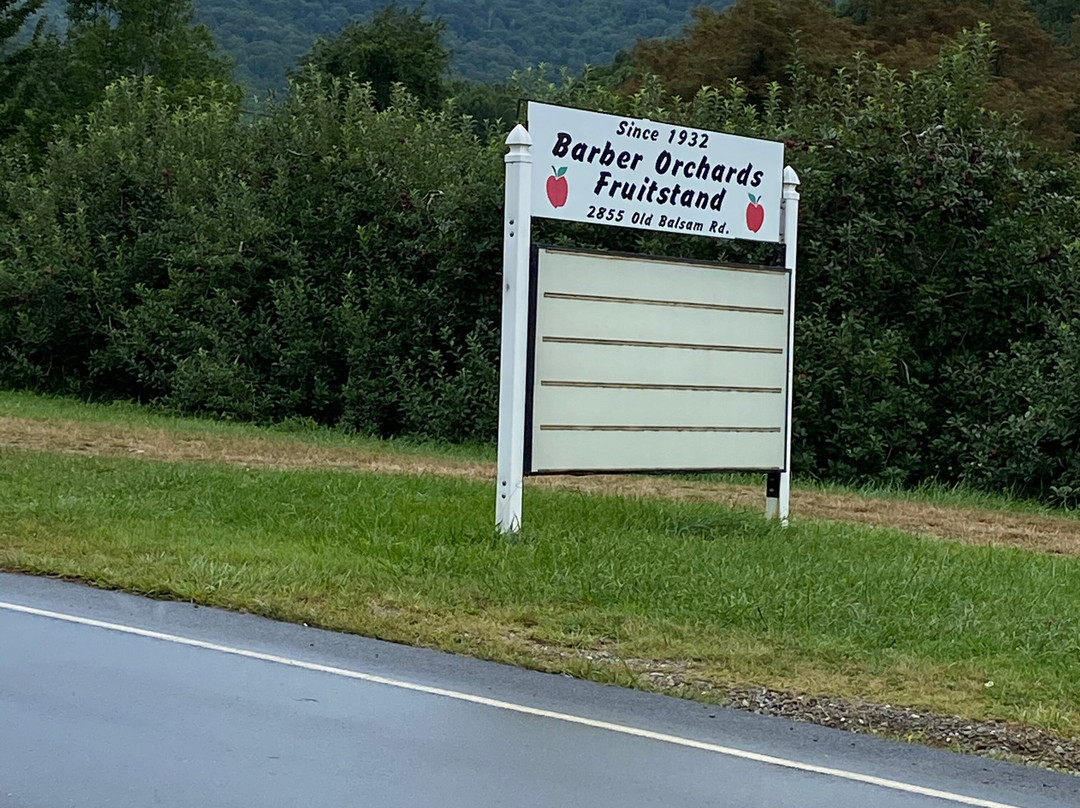 Since 1932
Barber Orchards
Fruitstand
2855 Old Balsam Rd.